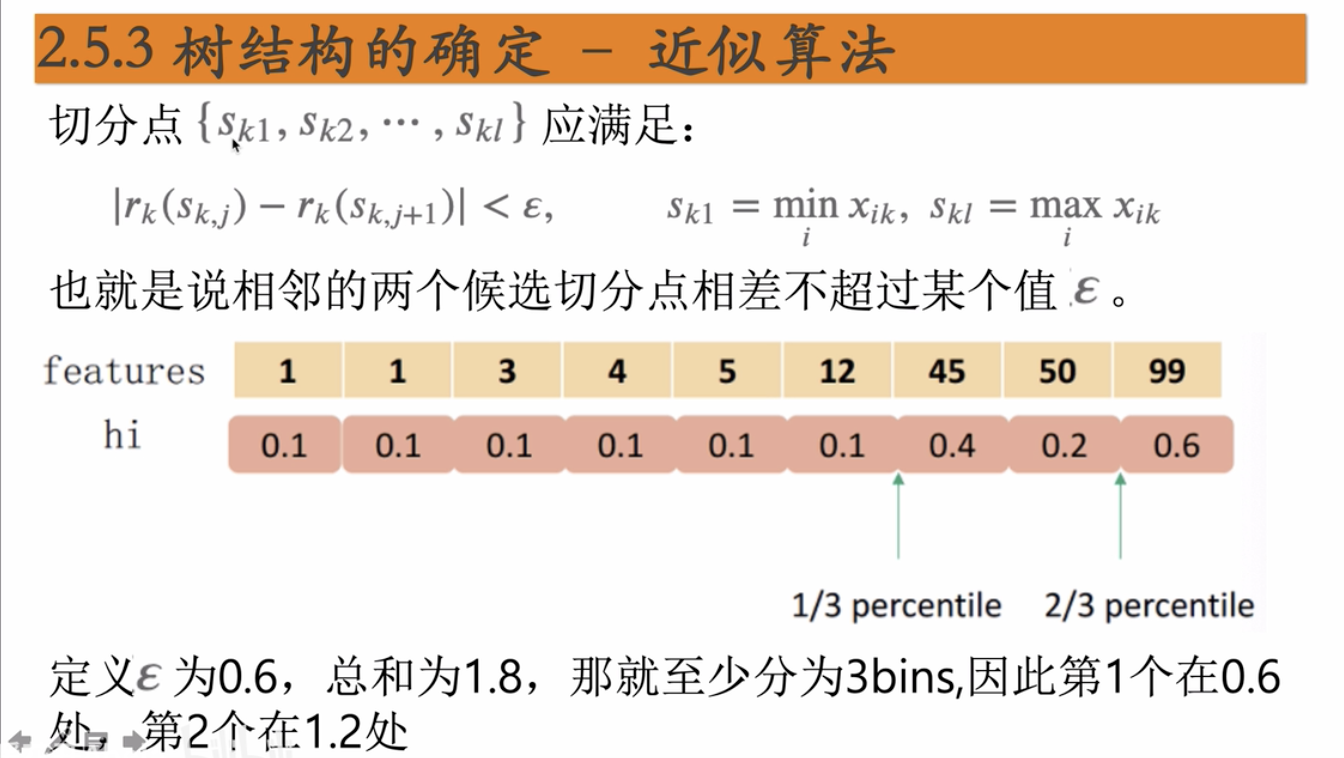 2.5.3 树结构的确定 – 近似算法
切分点 {s_{k1}, s_{k2}, ⋯ , s_{kl}} 应满足：
|r_k(s_{k,j}) − r_k(s_{k,j+1})| < ε,   s_{k1} = min_i x_{ik}, s_{kl} = max_i x_{ik}
也就是说相邻的两个候选切分点相差不超过某个值 ε 。
features 1 1 3 4 5 12 45 50 99
hi 0.1 0.1 0.1 0.1 0.1 0.1 0.4 0.2 0.6
1/3 percentile 2/3 percentile
定义ε 为0.6，总和为1.8，那就至少分为3bins,因此第1个在0.6
处，第2个在1.2处